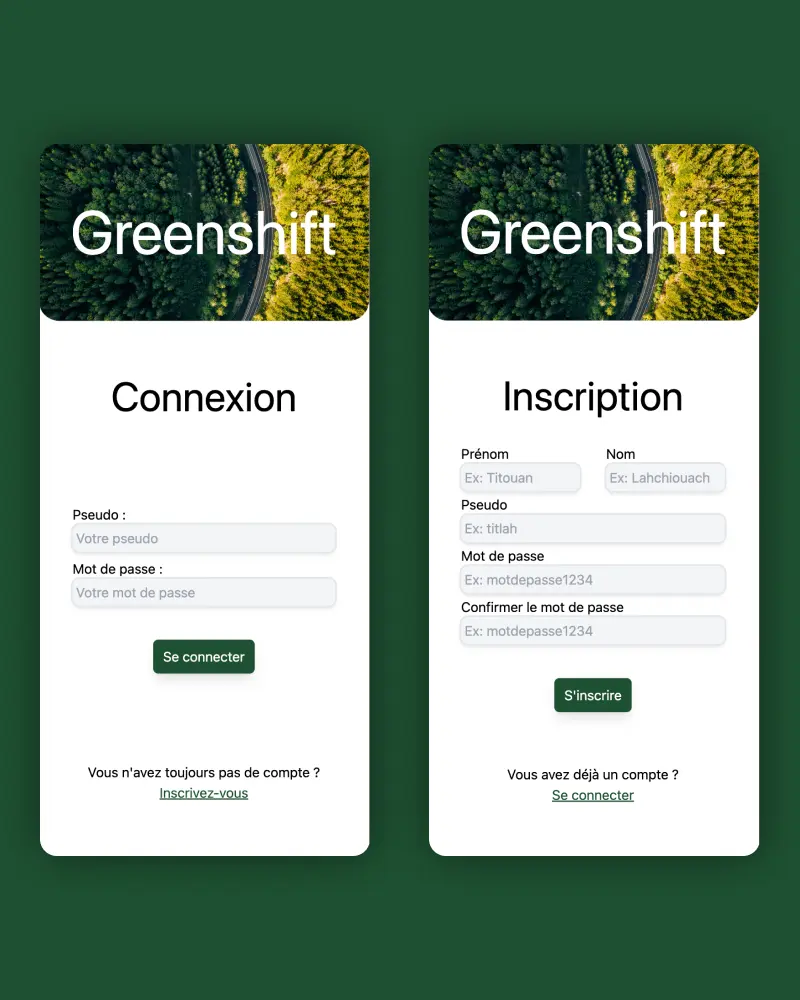 Greenshift
Connexion
Pseudo :
Votre pseudo
Mot de passe :
Votre mot de passe
Se connecter
Vous n'avez toujours pas de compte ?
Inscrivez-vous
Greenshift
Inscription
Prénom
Nom
Ex: Titouan
Ex: Lahchiouach
Pseudo
Ex: titlah
Mot de passe
Ex: motdepasse1234
Confirmer le mot de passe
Ex: motdepasse1234
S'inscrire
Vous avez déjà un compte ?
Se connecter